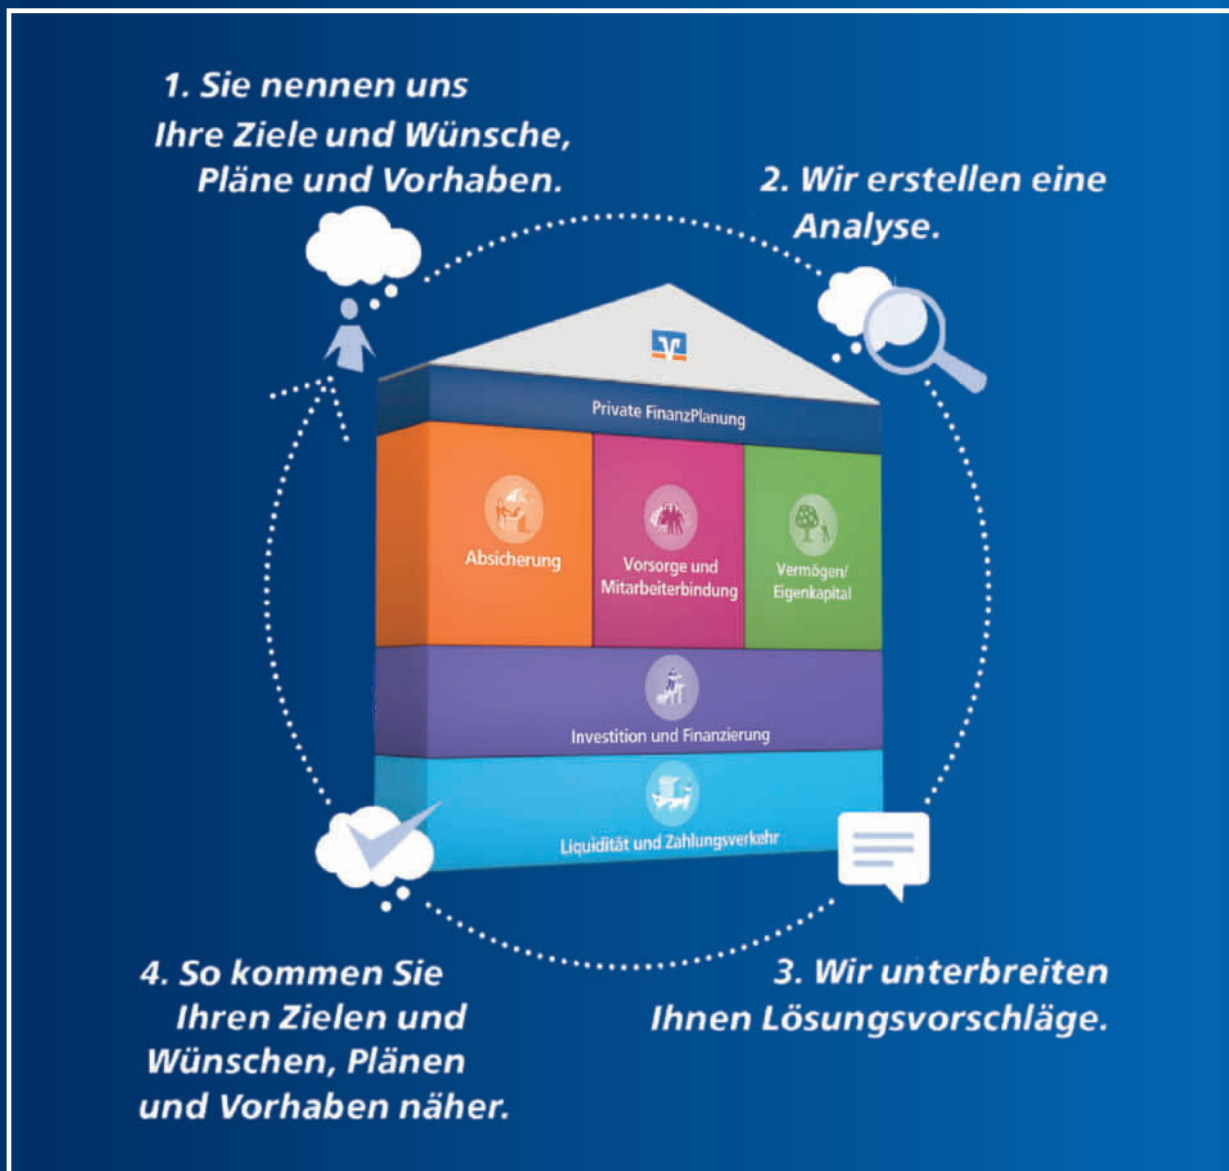 1. Sie nennen uns
Ihre Ziele und Wünsche,
Pläne und Vorhaben.
2. Wir erstellen eine
Analyse.
Private FinanzPlanung
Absicherung
Vorsorge und
Mitarbeiterbindung
Vermögen/
Eigenkapital
Investition und Finanzierung
Liquidität und Zahlungsverkehr
3. Wir unterbreiten
Ihnen Lösungsvorschläge.
4. So kommen Sie
Ihren Zielen und
Wünschen, Plänen
und Vorhaben näher.